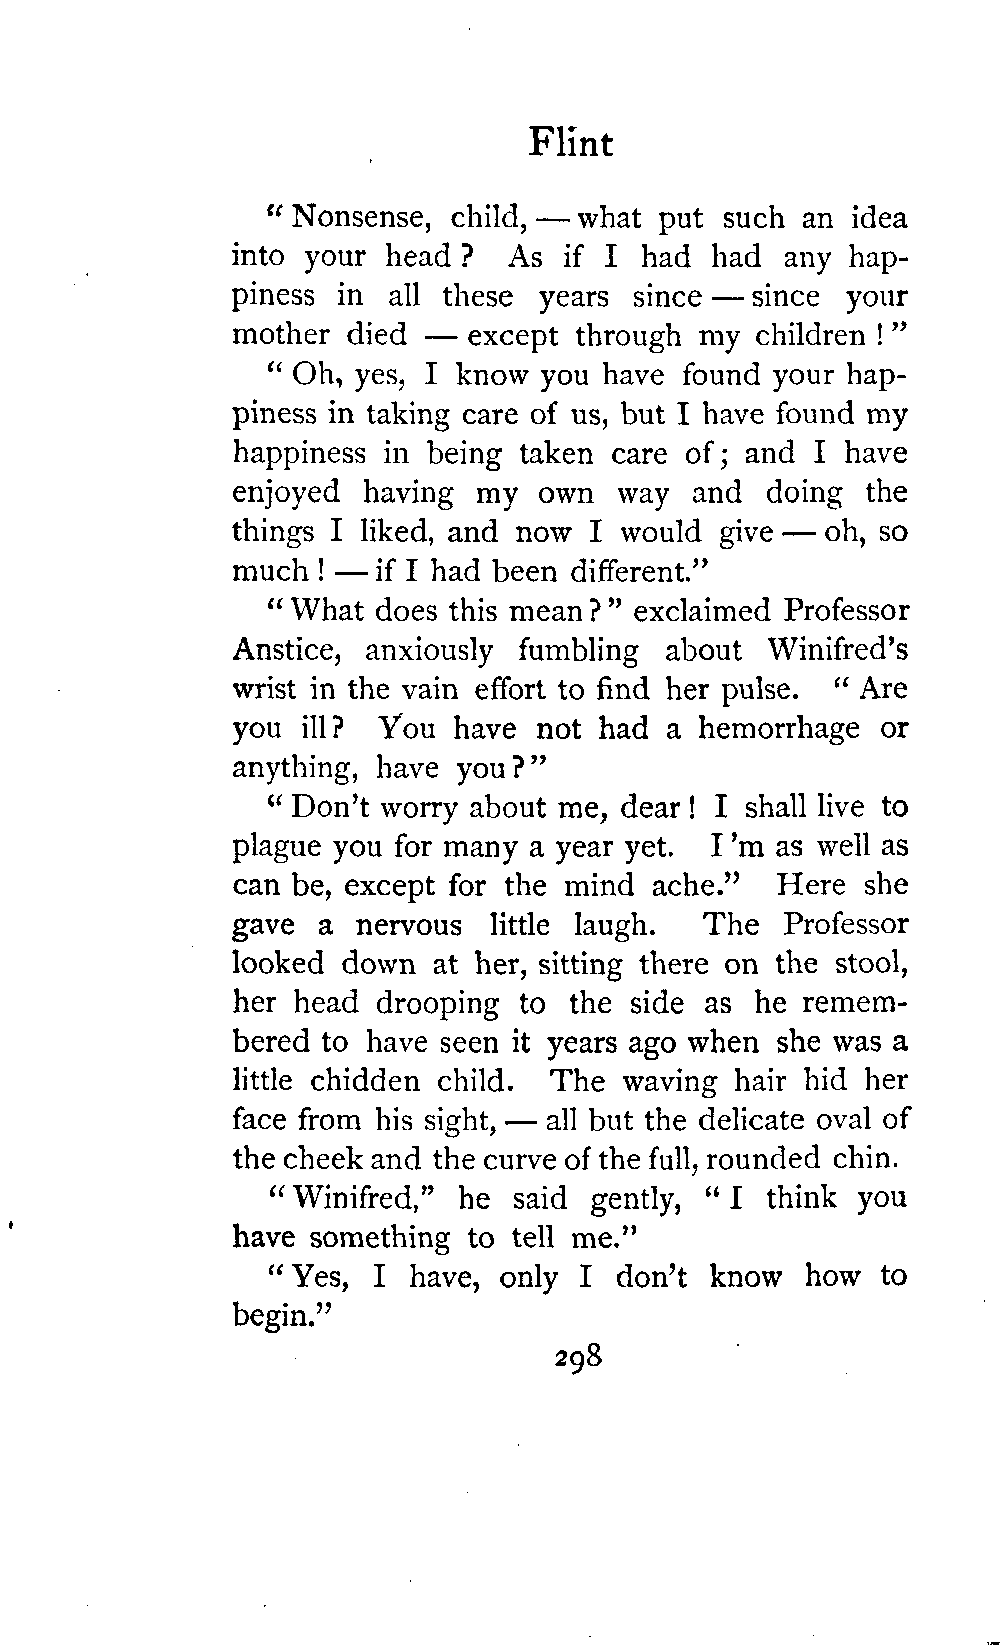 Flint
“ Nonsense, child, — what put such an idea
into your head ? As if I had had any hap-
piness in all these years since — since your
mother died — except through my children ! ”
“ Oh, yes, I know you have found your hap-
piness in taking care of us, but I have found my
happiness in being taken care of ; and I have
enjoyed having my own way and doing the
things I liked, and now I would give — oh, so
much ! — if I had been different.”
“ What does this mean ? ” exclaimed Professor
Anstice, anxiously fumbling about Winifred’s
wrist in the vain effort to find her pulse. “ Are
you ill ? You have not had a hemorrhage or
anything, have you ? ”
“ Don’t worry about me, dear ! I shall live to
plague you for many a year yet. I ’m as well as
can be, except for the mind ache.” Here she
gave a nervous little laugh. The Professor
looked down at her, sitting there on the stool,
her head drooping to the side as he remem-
bered to have seen it years ago when she was a
little chidden child. The waving hair hid her
face from his sight, — all but the delicate oval of
the cheek and the curve of the full, rounded chin.
“ Winifred,” he said gently, “ I think you
have something to tell me.”
“ Yes, I have, only I don’t know how to
begin.”
298